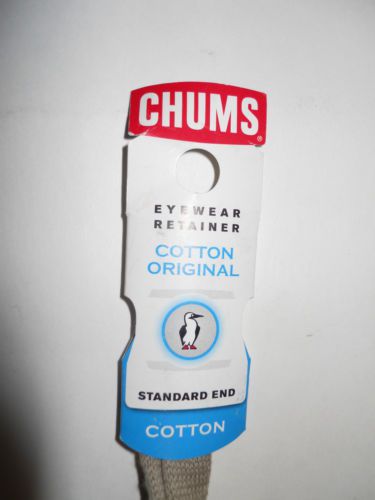 CHUMS®
EYEWEAR
RETAINER
COTTON
ORIGINAL
STANDARD END
COTTON